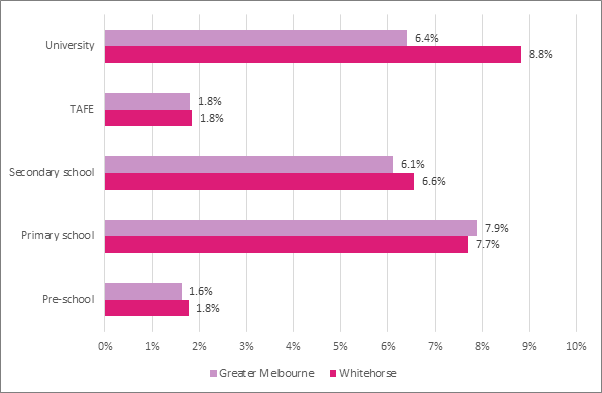 University
6.4%
8.8%
TAFE
1.8%
1.8%
Secondary school
6.1%
6.6%
Primary school
7.9%
7.7%
Pre-school
1.6%
1.8%
0% 1% 2% 3% 4% 5% 6% 7% 8% 9% 10%
Greater Melbourne Whitehorse